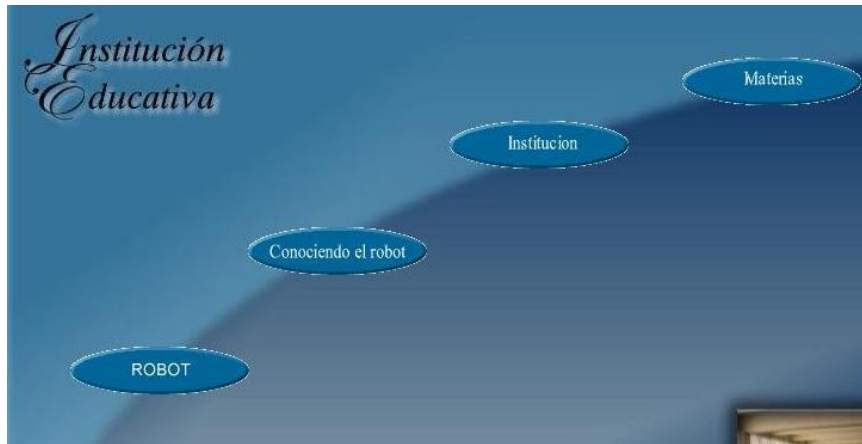 Institución
Educativa
Materias
Institucion
Conociendo el robot
ROBOT